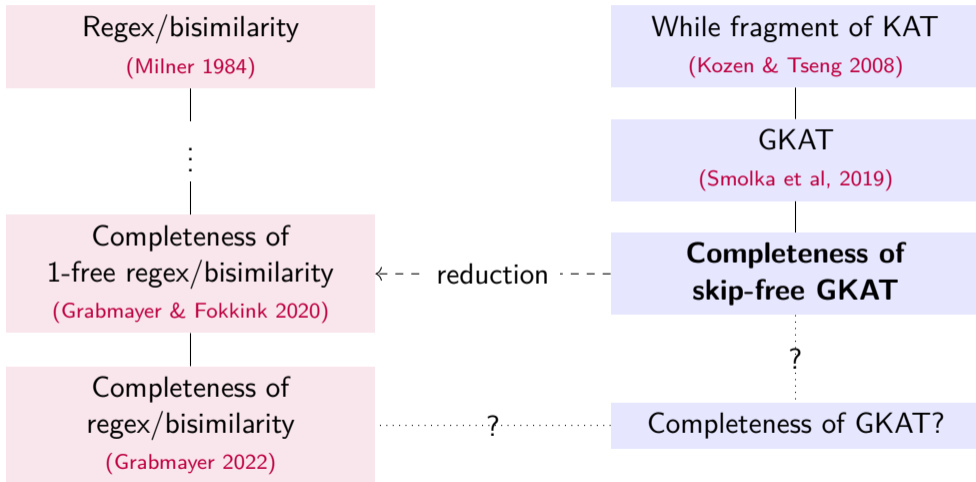 Regex/bisimilarity
(Milner 1984)
⋮
Completeness of
1-free regex/bisimilarity
(Grabmayer & Fokkink 2020)
Completeness of
regex/bisimilarity
(Grabmayer 2022)
reduction
?
While fragment of KAT
(Kozen & Tseng 2008)
GKAT
(Smolka et al, 2019)
Completeness of
skip-free GKAT
?
Completeness of GKAT?